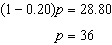 (1 - 0.20)p = 28.80
p = 36